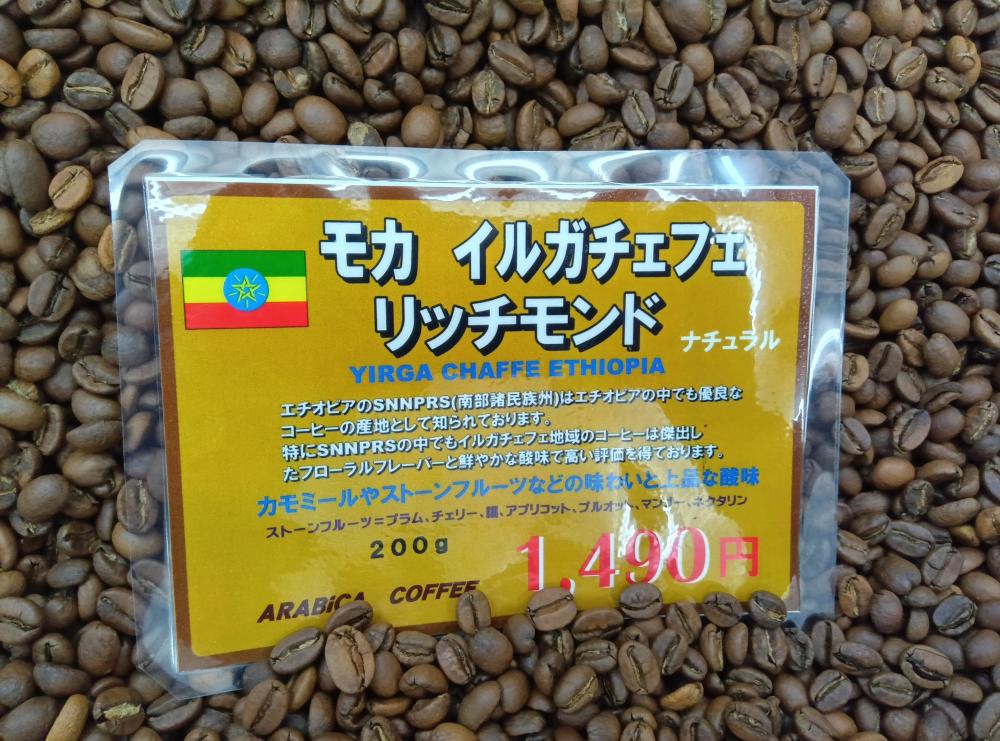 モカ イルガチェフェ
リッチモンド ナチュラル
YIRGA CHAFFE ETHIOPIA
エチオピアのSNNPRS(南部諸民族州)はエチオピアの中でも優良な
コーヒーの産地として知られております。
特にSNNPRSの中でもイルガチェフェ地域のコーヒーは傑出し
たフローラルフレーバーと鮮やかな酸味で高い評価を得ております。
カモミールやストーンフルーツなどの味わいと上品な酸味
ストーンフルーツ=プラム、チェリー、桃、アプリコット、プルオット、マンゴー、ネクタリン
200g 1,490円
ARABiCA COFFEE